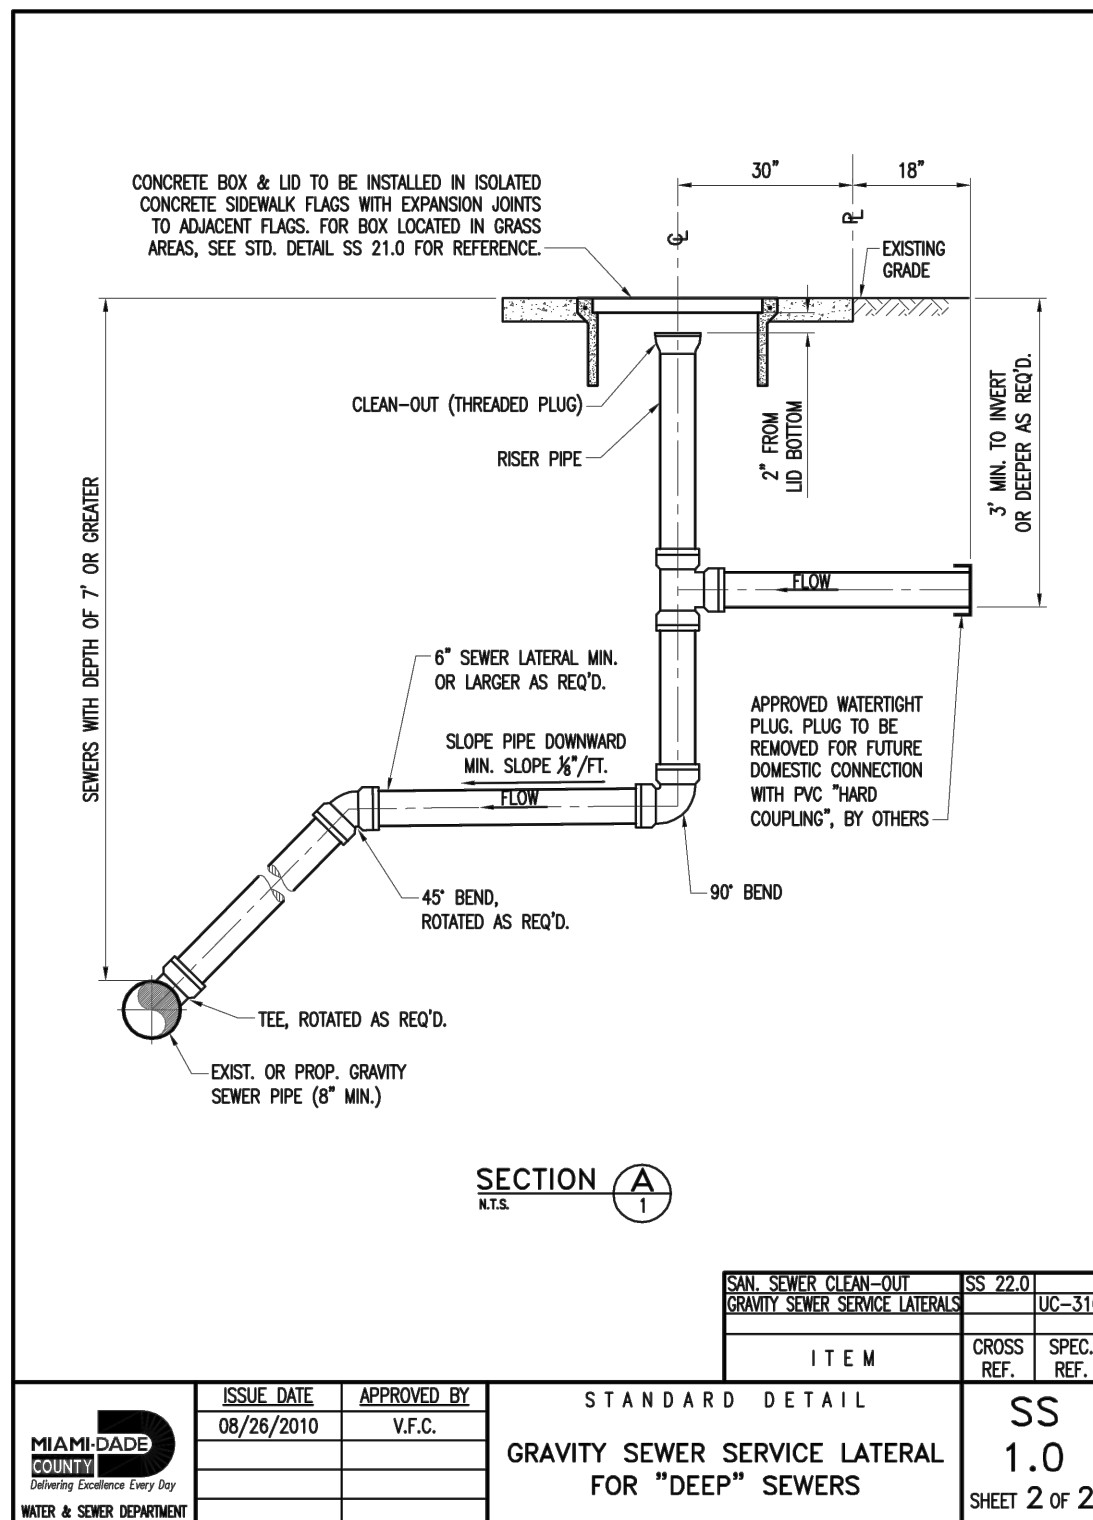 CONCRETE BOX & LID TO BE INSTALLED IN ISOLATED
CONCRETE SIDEWALK FLAGS WITH EXPANSION JOINTS
TO ADJACENT FLAGS. FOR BOX LOCATED IN GRASS
AREAS, SEE STD. DETAIL SS 21.0 FOR REFERENCE.
30"
18"
℄
PL
EXISTING
GRADE
CLEAN-OUT (THREADED PLUG)
RISER PIPE
2" FROM
LID BOTTOM
3' MIN. TO INVERT
OR DEEPER AS REQ'D.
SEWERS WITH DEPTH OF 7' OR GREATER
FLOW
6" SEWER LATERAL MIN.
OR LARGER AS REQ'D.
SLOPE PIPE DOWNWARD
MIN. SLOPE ⅛"/FT.
FLOW
APPROVED WATERTIGHT
PLUG. PLUG TO BE
REMOVED FOR FUTURE
DOMESTIC CONNECTION
WITH PVC "HARD
COUPLING", BY OTHERS
45° BEND,
ROTATED AS REQ'D.
90° BEND
TEE, ROTATED AS REQ'D.
EXIST. OR PROP. GRAVITY
SEWER PIPE (8" MIN.)
SECTION A
N.T.S. 1
SAN. SEWER CLEAN-OUT SS 22.0
GRAVITY SEWER SERVICE LATERALS UC-31
ITEM CROSS REF. SPEC. REF.
MIAMI-DADE
COUNTY
Delivering Excellence Every Day
WATER & SEWER DEPARTMENT
ISSUE DATE APPROVED BY
08/26/2010 V.F.C.
STANDARD DETAIL
GRAVITY SEWER SERVICE LATERAL
FOR "DEEP" SEWERS
SS
1.0
SHEET 2 OF 2